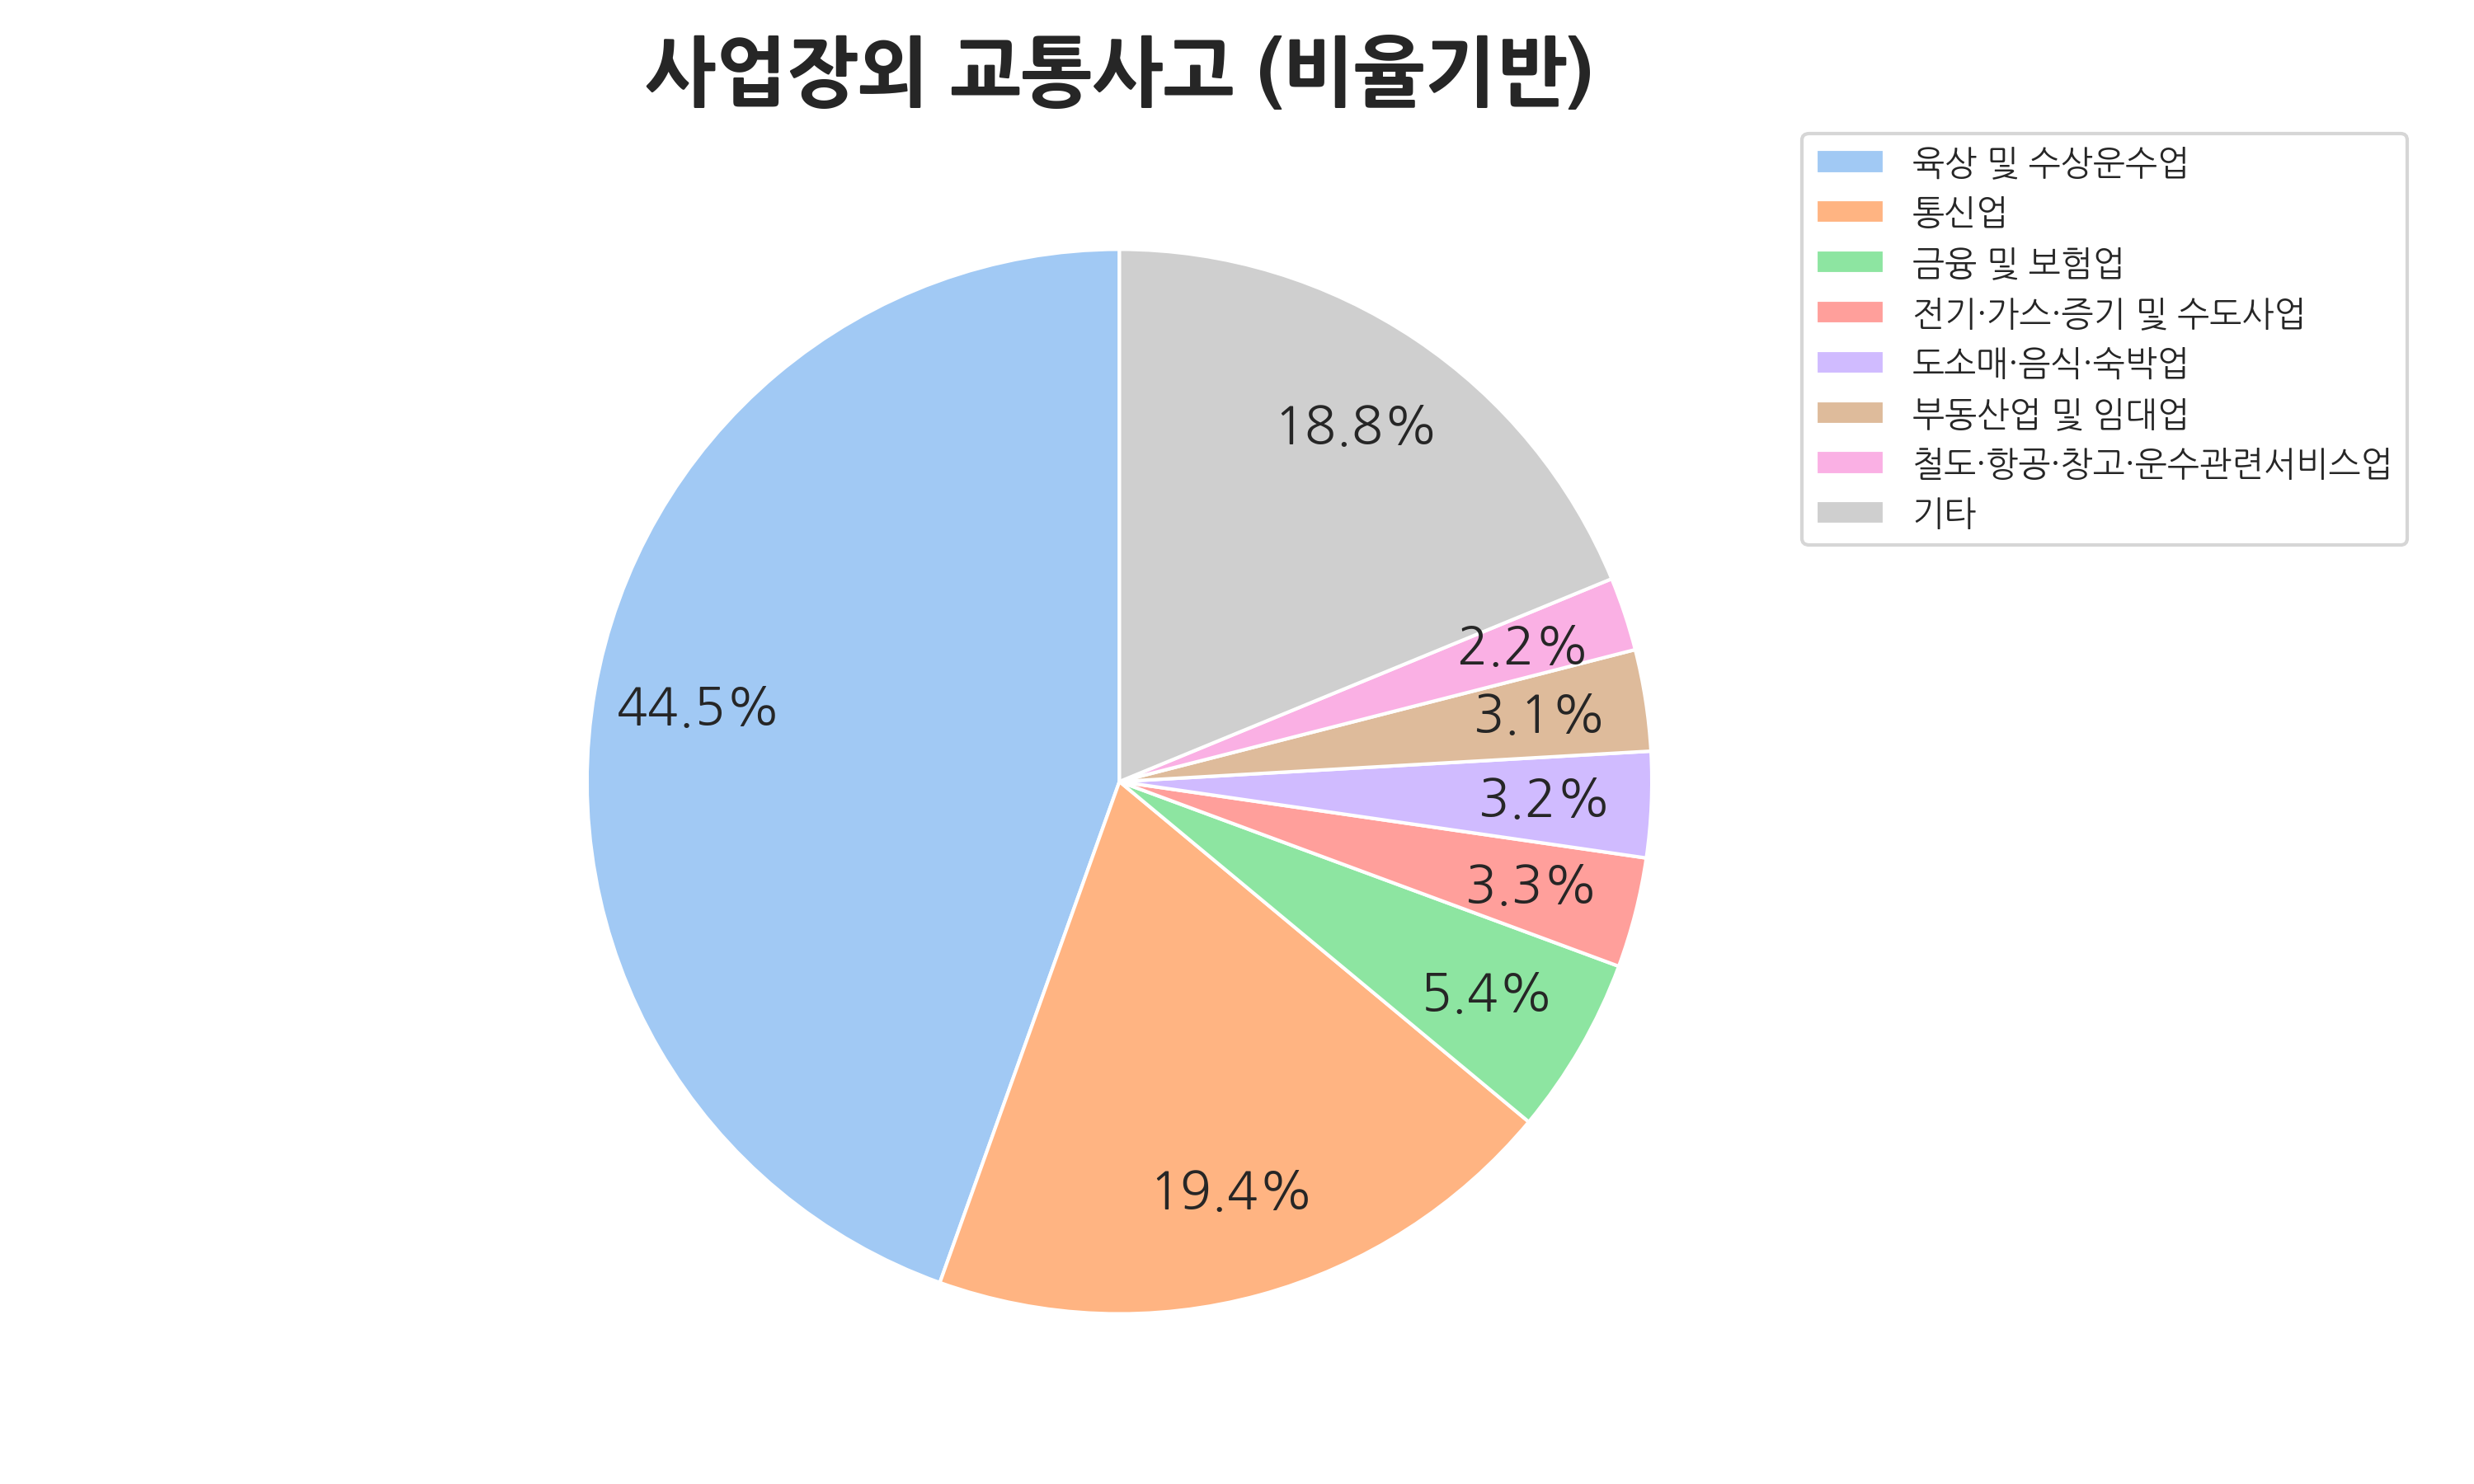 사업장외 교통사고 (비율기반)
육상 및 수상운수업
통신업
금융 및 보험업
전기·가스·증기 및 수도사업
도소매·음식·숙박업
부동산업 및 임대업
철도·항공·창고·운수관련서비스업
기타
18.8%
2.2%
3.1%
44.5%
3.2%
3.3%
5.4%
19.4%